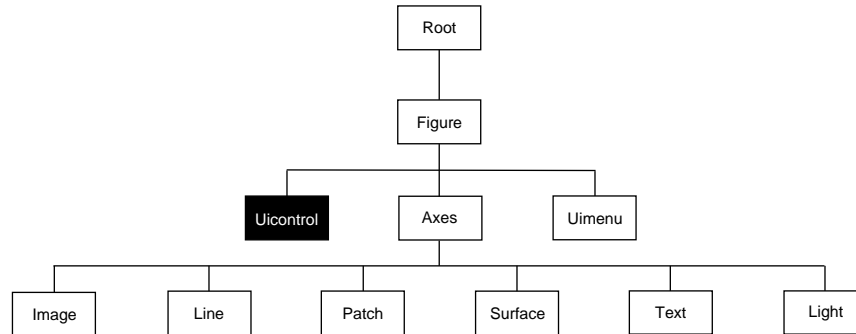 Root
Figure
Uicontrol
Axes
Uimenu
Image
Line
Patch
Surface
Text
Light